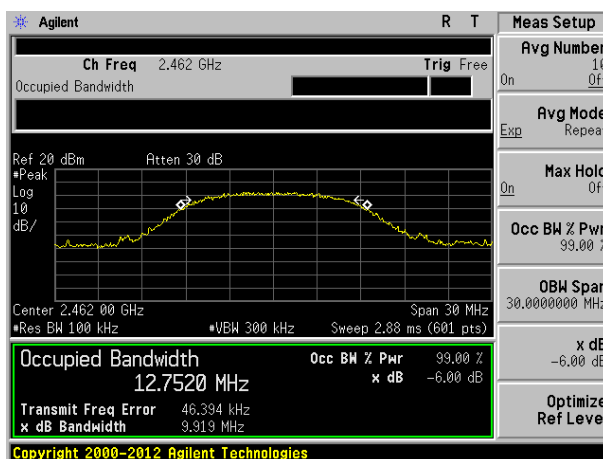 Agilent R T
Ch Freq 2.462 GHz Trig Free
Occupied Bandwidth
Ref 20 dBm Atten 30 dB
#Peak
Log
10
dB/
Center 2.462 00 GHz Span 30 MHz
#Res BW 100 kHz #VBW 300 kHz Sweep 2.88 ms (601 pts)
Occupied Bandwidth Occ BW % Pwr 99.00 %
12.7520 MHz x dB -6.00 dB
Transmit Freq Error 46.394 kHz
x dB Bandwidth 9.919 MHz
Copyright 2000-2012 Agilent Technologies
Meas Setup
Avg Number
10
On Of
Avg Mode
Exp Repea
Max Hold
On Of
Occ BW % Pwr
99.00 %
OBW Span
30.0000000 MHz
x dB
-6.00 dB
Optimize
Ref Leve